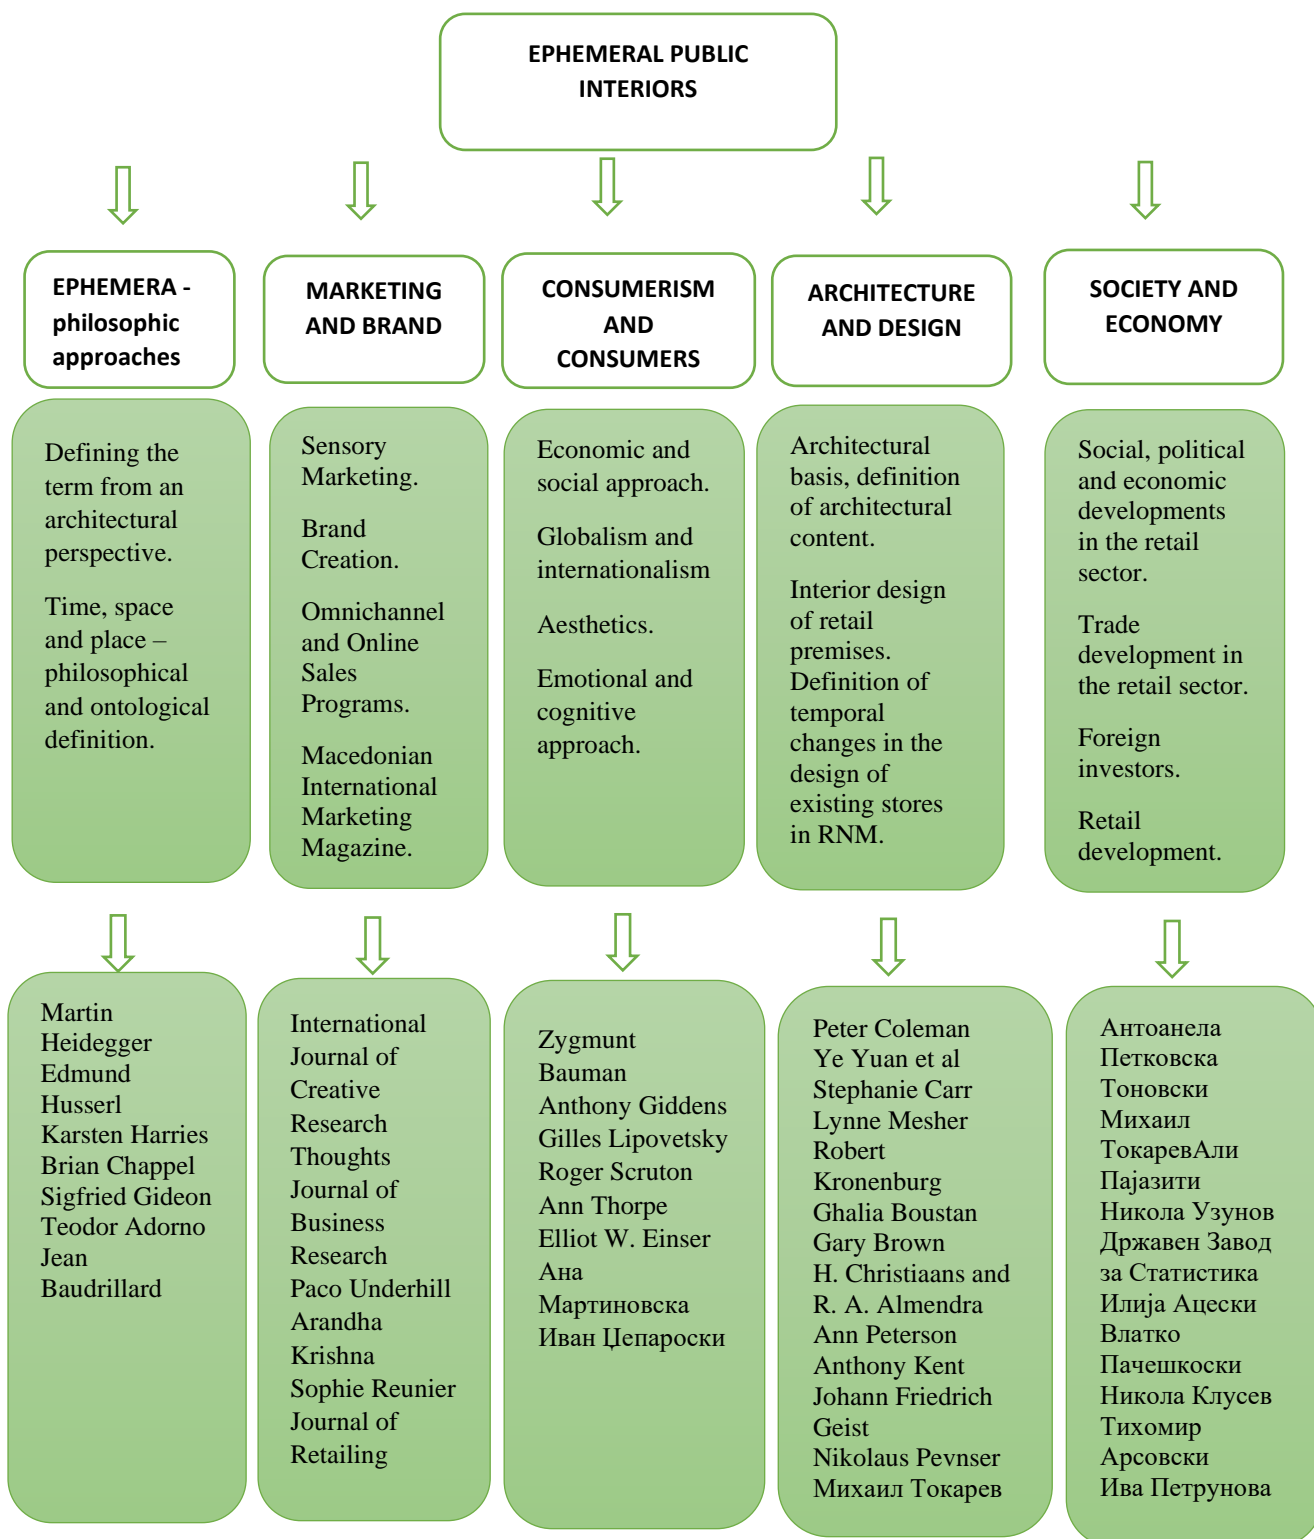 EPHEMERAL PUBLIC
INTERIORS
EPHEMERA -
philosophic
approaches
MARKETING
AND BRAND
CONSUMERISM
AND
CONSUMERS
ARCHITECTURE
AND DESIGN
SOCIETY AND
ECONOMY
Defining the
term from an
architectural
perspective.
Time, space
and place –
philosophical
and ontological
definition.
Sensory
Marketing.
Brand
Creation.
Omnichannel
and Online
Sales
Programs.
Macedonian
International
Marketing
Magazine.
Economic and
social approach.
Globalism and
internationalism
Aesthetics.
Emotional and
cognitive
approach.
Architectural
basis, definition
of architectural
content.
Interior design
of retail
premises.
Definition of
temporal
changes in the
design of
existing stores
in RNM.
Social, political
and economic
developments
in the retail
sector.
Trade
development in
the retail sector.
Foreign
investors.
Retail
development.
Martin
Heidegger
Edmund
Husserl
Karsten Harries
Brian Chappel
Sigfried Gideon
Teodor Adorno
Jean
Baudrillard
International
Journal of
Creative
Research
Thoughts
Journal of
Business
Research
Paco Underhill
Arandha
Krishna
Sophie Reunier
Journal of
Retailing
Zygmunt
Bauman
Anthony Giddens
Gilles Lipovetsky
Roger Scruton
Ann Thorpe
Elliot W. Einser
Ана
Мартиновска
Иван Џепароски
Peter Coleman
Ye Yuan et al
Stephanie Carr
Lynne Mesher
Robert
Kronenburg
Ghalia Boustan
Gary Brown
H. Christiaans and
R. A. Almendra
Ann Peterson
Anthony Kent
Johann Friedrich
Geist
Nikolaus Pevnser
Михаил Токарев
Антоанела
Петковска
Тоновски
Михаил
ТокаревАли
Пајазити
Никола Узунов
Државен Завод
за Статистика
Илија Ацески
Влатко
Пачешкоски
Никола Клусев
Тихомир
Арсовски
Ива Петрунова